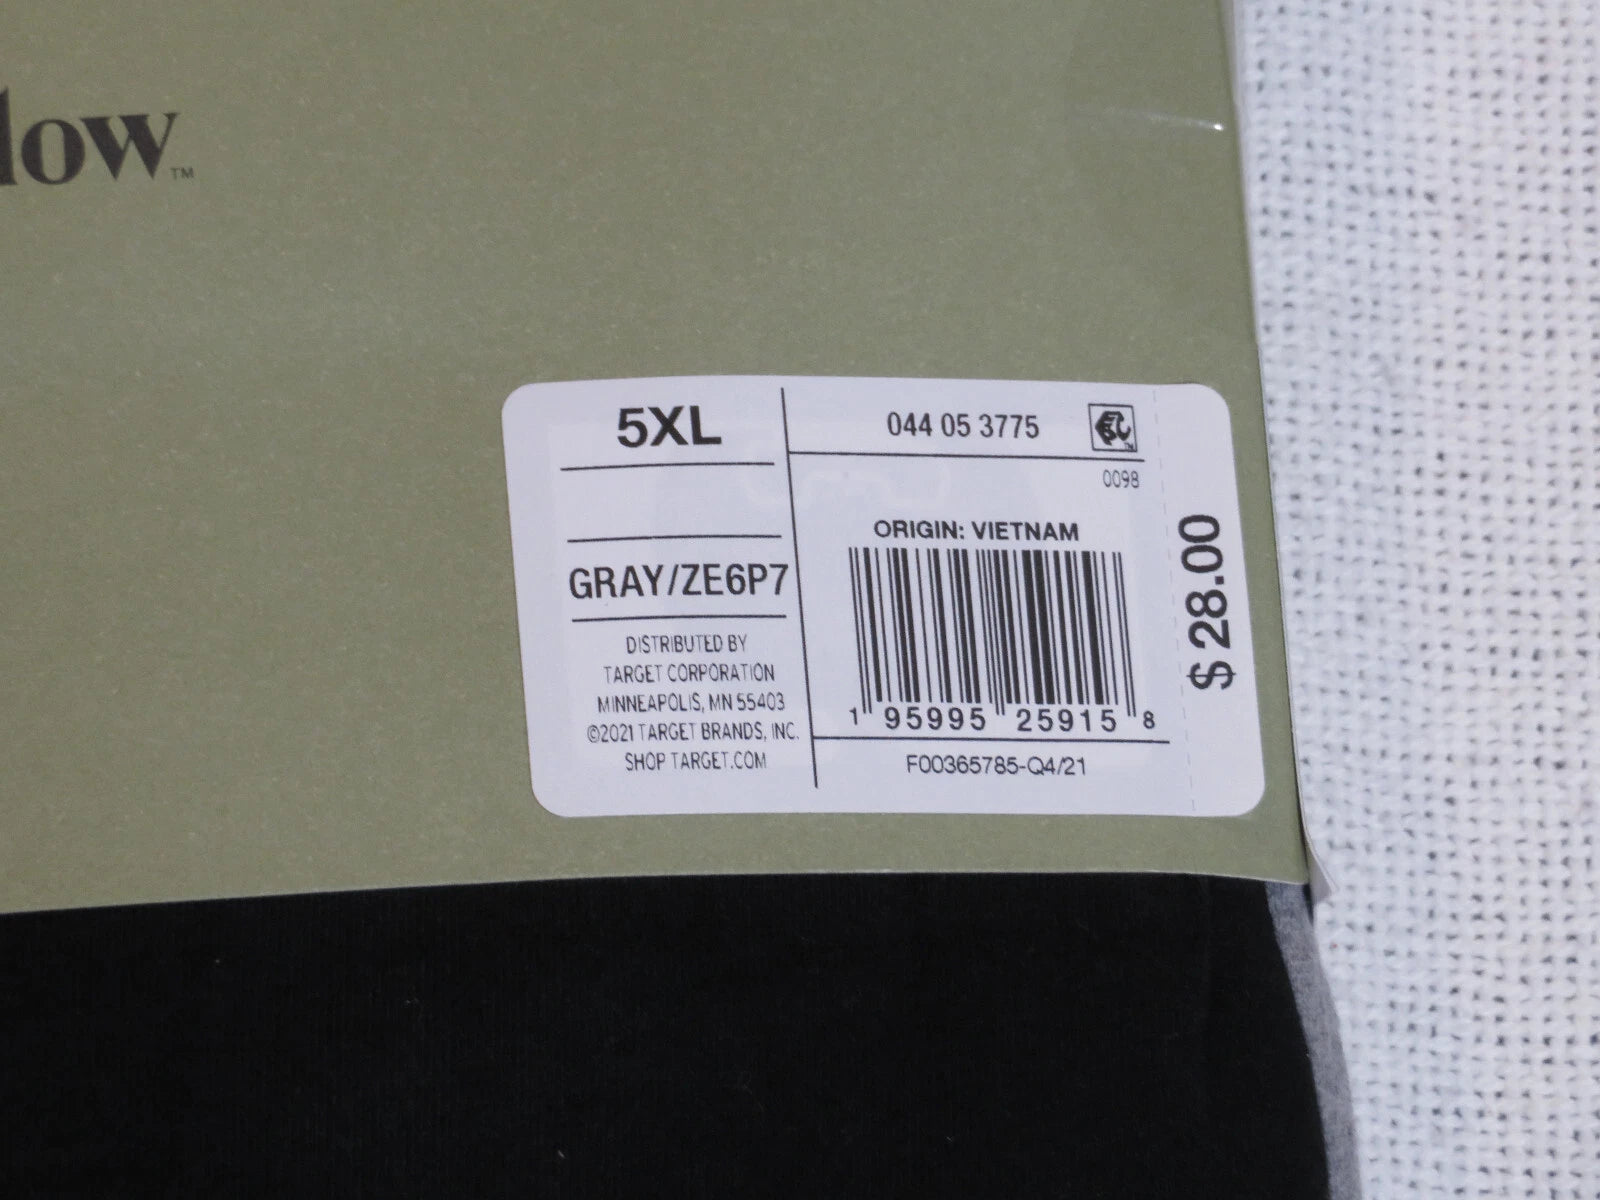 low™
5XL
GRAY/ZE6P7
DISTRIBUTED BY
TARGET CORPORATION
MINNEAPOLIS, MN 55403
©2021 TARGET BRANDS, INC.
SHOP TARGET.COM
044 05 3775
0098
ORIGIN: VIETNAM
1 95995 25915 8
F00365785-Q4/21
$28.00